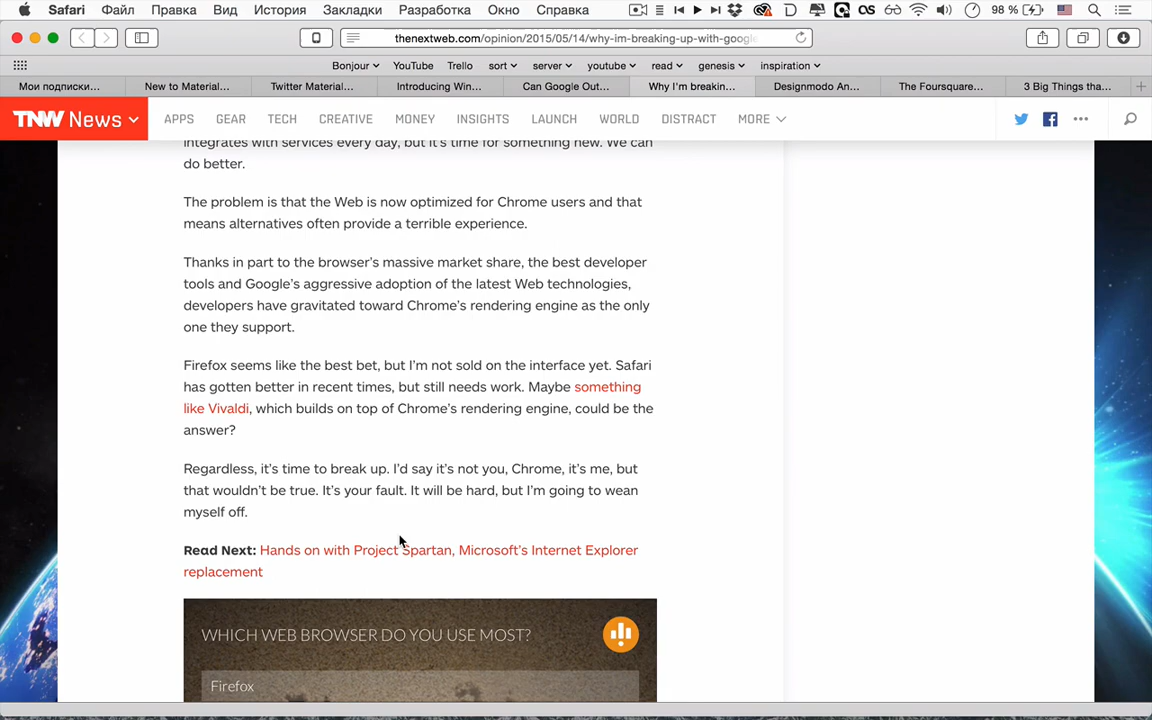 Safari Файл Правка Вид История Закладки Разработка Окно Справка 98 %
thenextweb.com/opinion/2015/05/14/why-im-breaking-up-with-googl
Bonjour YouTube Trello sort server youtube read genesis inspiration
Мои подписки... New to Material... Twitter Material... Introducing Win... Can Google Out... Why I'm breakin... Designmodo An... The Foursquare... 3 Big Things tha...
TNW News APPS GEAR TECH CREATIVE MONEY INSIGHTS LAUNCH WORLD DISTRACT MORE
integrates with services every day, but it's time for something new. We can
do better.
The problem is that the Web is now optimized for Chrome users and that
means alternatives often provide a terrible experience.
Thanks in part to the browser's massive market share, the best developer
tools and Google's aggressive adoption of the latest Web technologies,
developers have gravitated toward Chrome's rendering engine as the only
one they support.
Firefox seems like the best bet, but I'm not sold on the interface yet. Safari
has gotten better in recent times, but still needs work. Maybe something
like Vivaldi, which builds on top of Chrome's rendering engine, could be the
answer?
Regardless, it's time to break up. I'd say it's not you, Chrome, it's me, but
that wouldn't be true. It's your fault. It will be hard, but I'm going to wean
myself off.
Read Next: Hands on with Project Spartan, Microsoft's Internet Explorer
replacement
WHICH WEB BROWSER DO YOU USE MOST?
Firefox